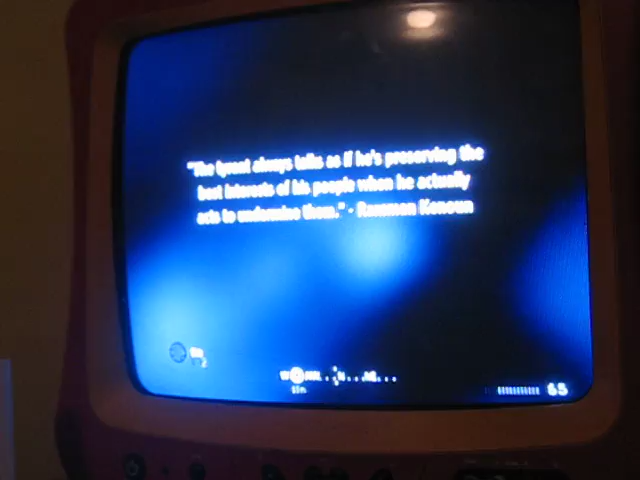 "The tyrant always talks as if he's preserving the
best interests of his people when he actually
acts to undermine them." - Ramman Kenoun
65